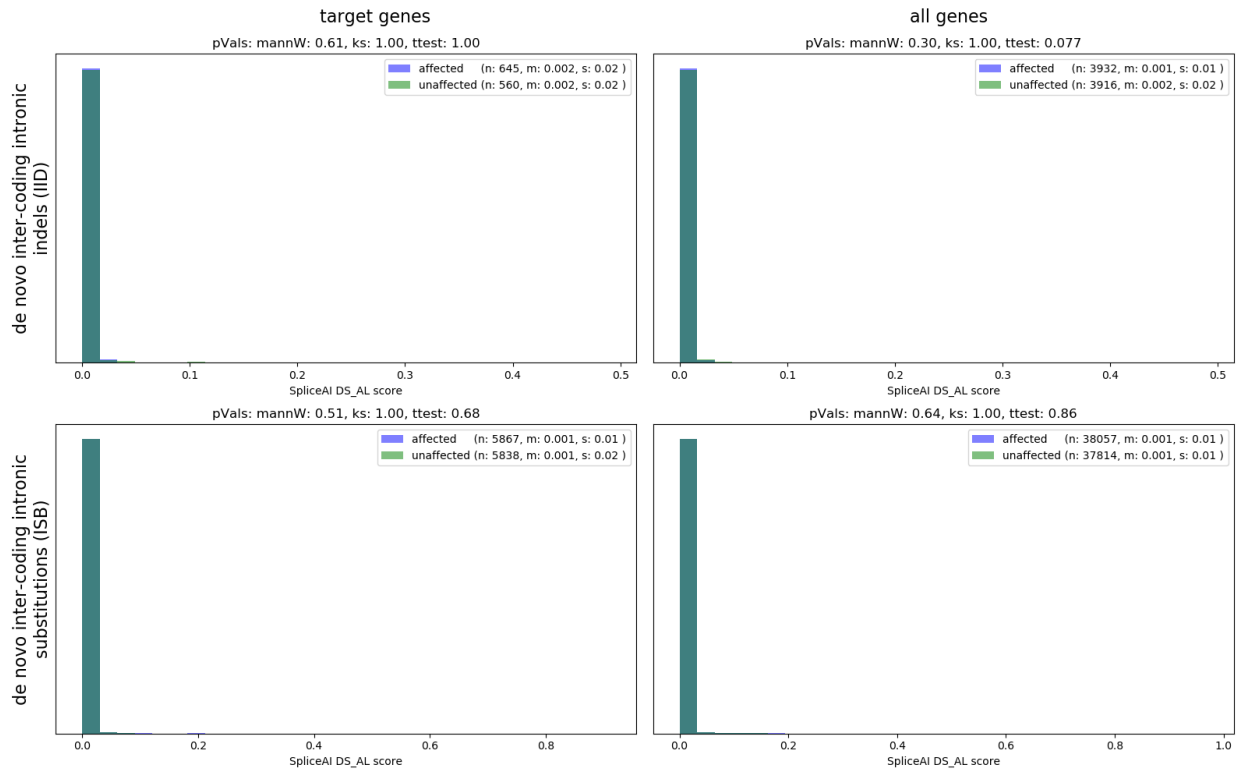 target genes
all genes
pVals: mannW: 0.61, ks: 1.00, ttest: 1.00
pVals: mannW: 0.30, ks: 1.00, ttest: 0.077
de novo inter-coding intronic
indels (IID)
affected (n: 645, m: 0.002, s: 0.02 )
unaffected (n: 560, m: 0.002, s: 0.02 )
0.0 0.1 0.2 0.3 0.4 0.5
SpliceAI DS_AL score
affected (n: 3932, m: 0.001, s: 0.01 )
unaffected (n: 3916, m: 0.002, s: 0.02 )
0.0 0.1 0.2 0.3 0.4 0.5
SpliceAI DS_AL score
pVals: mannW: 0.51, ks: 1.00, ttest: 0.68
pVals: mannW: 0.64, ks: 1.00, ttest: 0.86
de novo inter-coding intronic
substitutions (ISB)
affected (n: 5867, m: 0.001, s: 0.01 )
unaffected (n: 5838, m: 0.001, s: 0.02 )
0.0 0.2 0.4 0.6 0.8
SpliceAI DS_AL score
affected (n: 38057, m: 0.001, s: 0.01 )
unaffected (n: 37814, m: 0.001, s: 0.01 )
0.0 0.2 0.4 0.6 0.8 1.0
SpliceAI DS_AL score